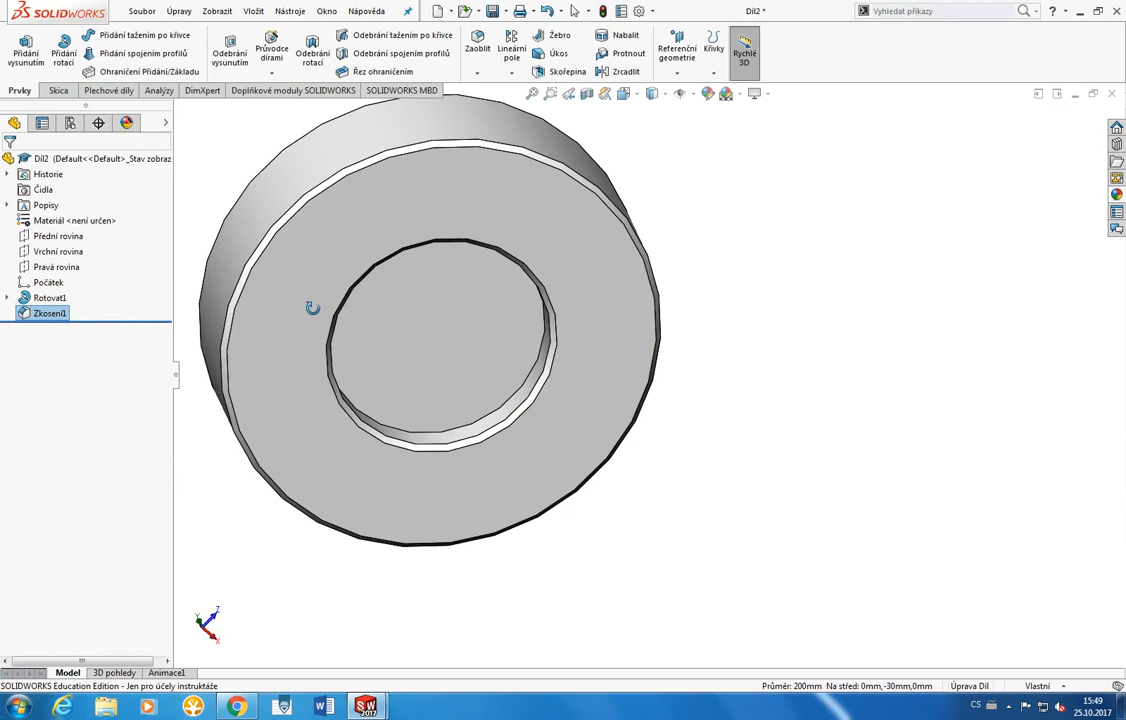 SOLIDWORKS
Soubor
Úpravy
Zobrazit
Vložit
Nástroje
Okno
Nápověda
Díl2 *
Vyhledat příkazy
Přidání vysunutím
Přidání rotací
Přidání tažením po křivce
Přidání spojením profilů
Ohraničení Přidání/Základu
Odebrání vysunutím
Průvodce dírami
Odebrání rotací
Odebrání tažením po křivce
Odebrání spojením profilů
Řez ohraničením
Zaoblit
Lineární pole
Žebro
Úkos
Skořepina
Nabalit
Protnout
Zrcadlit
Referenční geometrie
Křivky
Rychlé 3D
Prvky
Skica
Plechové díly
Analýzy
DimXpert
Doplňkové moduly SOLIDWORKS
SOLIDWORKS MBD
Díl2 (Default<<Default>_Stav zobraz
Historie
Čidla
Popisy
Materiál <není určen>
Přední rovina
Vrchní rovina
Pravá rovina
Počátek
Rotovat1
Zkosení1
Y
Z
X
Model
3D pohledy
Animace1
SOLIDWORKS Education Edition - Jen pro účely instruktáže
Průměr: 200mm Na střed: 0mm,-30mm,0mm
Úprava Díl
Vlastní
CS
15:49
25.10.2017
SW
2017